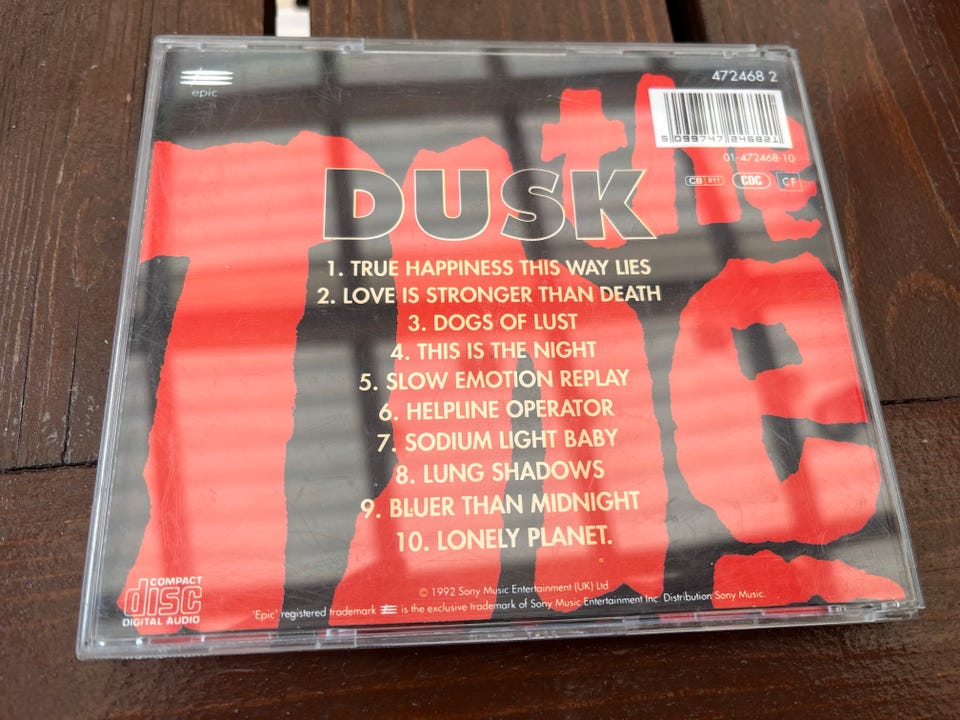 epic
472468 2
5 099747 246821
01-472468-10
CB 811 CDC CF
the
The
DUSK
1. TRUE HAPPINESS THIS WAY LIES
2. LOVE IS STRONGER THAN DEATH
3. DOGS OF LUST
4. THIS IS THE NIGHT
5. SLOW EMOTION REPLAY
6. HELPLINE OPERATOR
7. SODIUM LIGHT BABY
8. LUNG SHADOWS
9. BLUER THAN MIDNIGHT
10. LONELY PLANET.
COMPACT
disc
DIGITAL AUDIO
© 1992 Sony Music Entertainment (UK) Ltd
'Epic' registered trademark is the exclusive trademark of Sony Music Entertainment Inc. Distribution Sony Music.